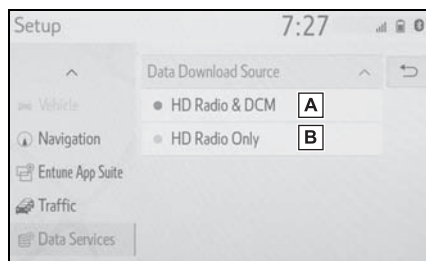 Setup 7:27
Data Download Source
Vehicle
HD Radio & DCM A
Navigation
HD Radio Only B
Entune App Suite
Traffic
Data Services